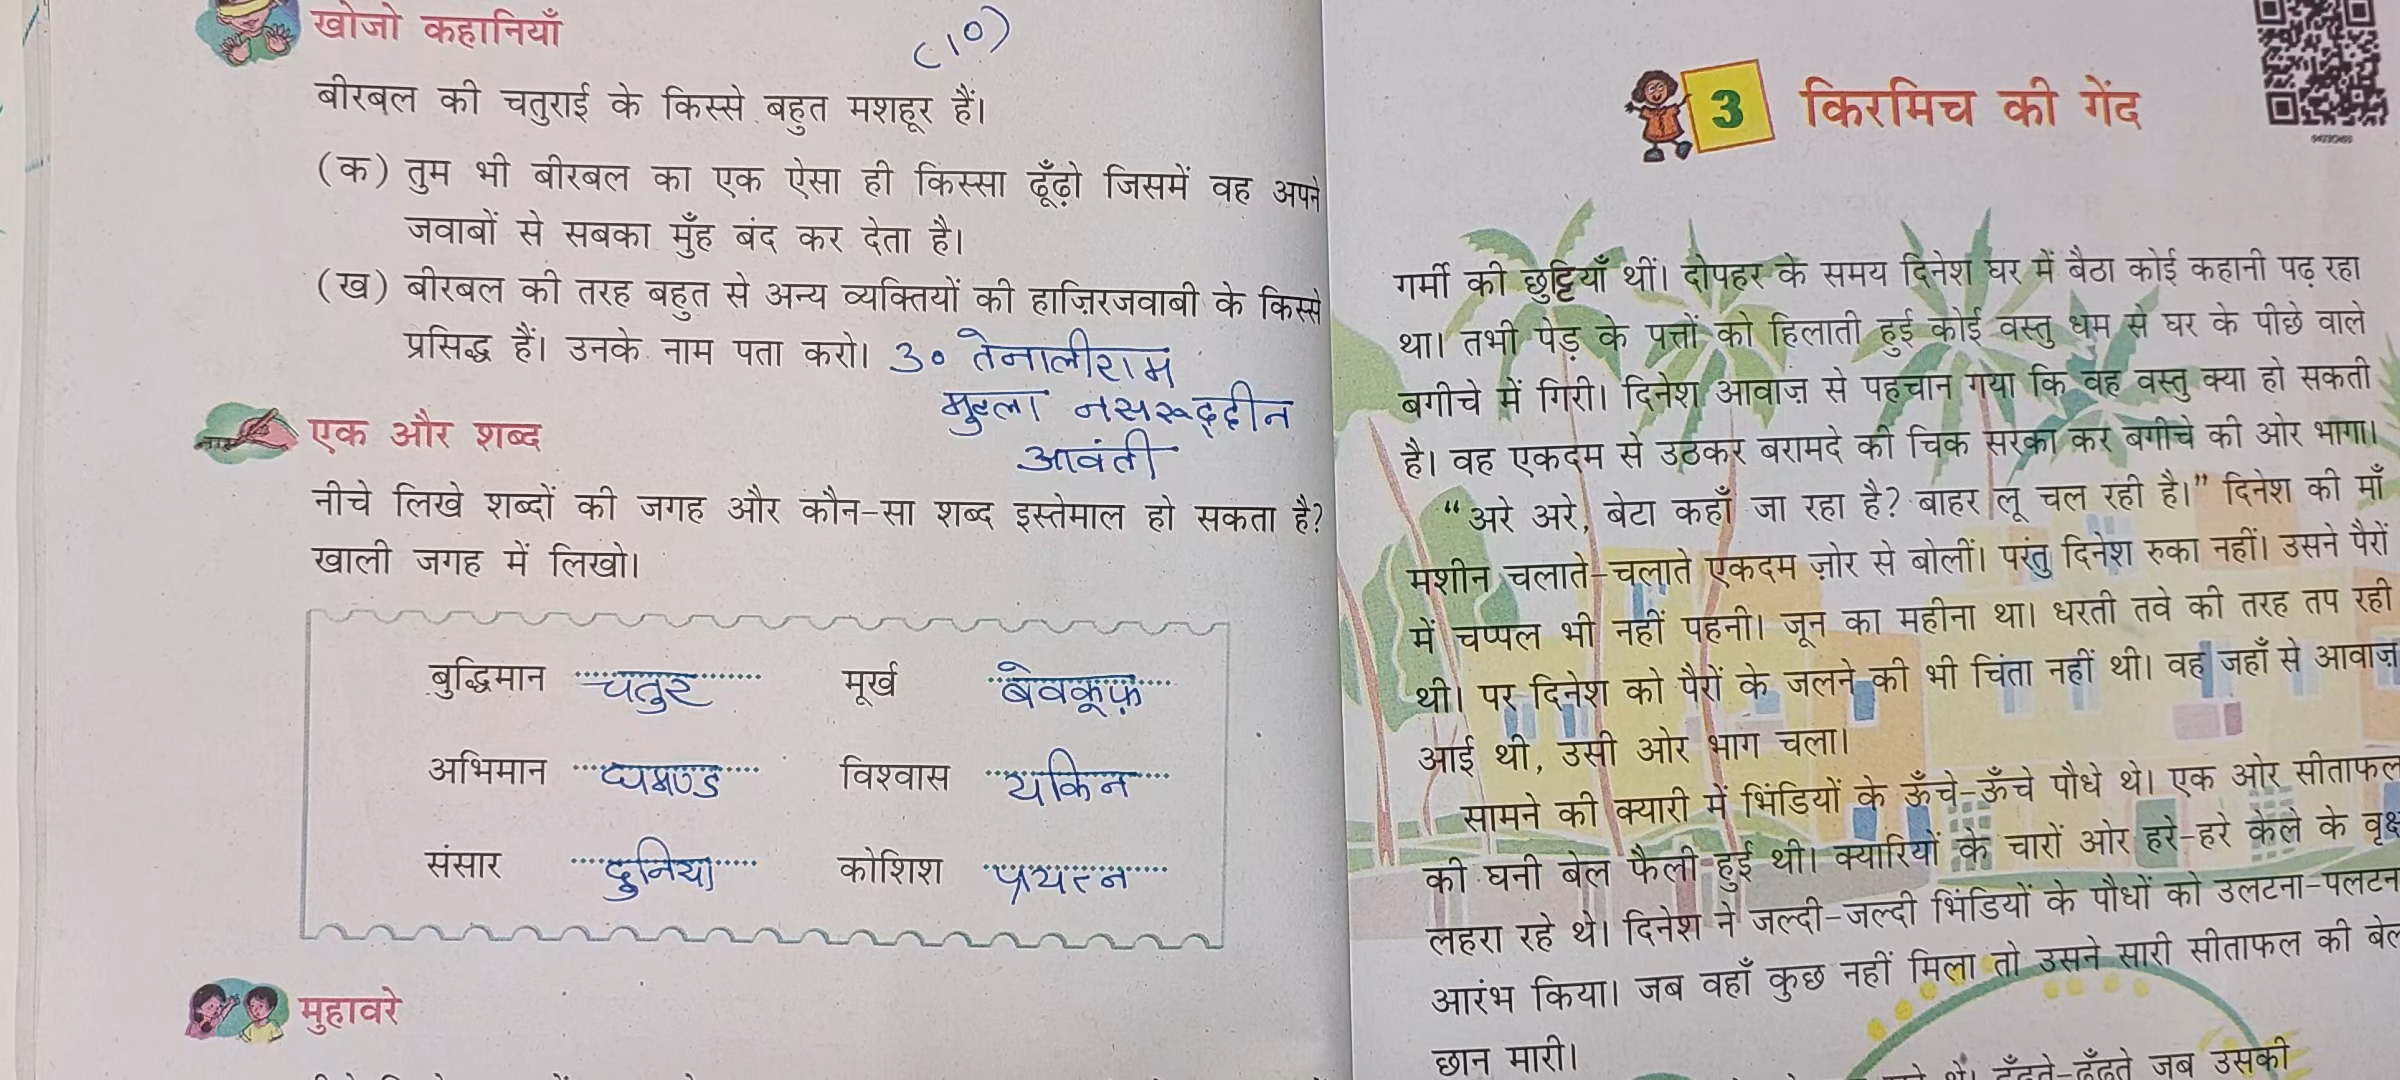 खोजो कहानियाँ
(10)
बीरबल की चतुराई के किस्से बहुत मशहूर हैं।
(क) तुम भी बीरबल का एक ऐसा ही किस्सा ढूँढ़ो जिसमें वह अपने
जवाबों से सबका मुँह बंद कर देता है।
(ख) बीरबल की तरह बहुत से अन्य व्यक्तियों की हाज़िरजवाबी के किस्से
प्रसिद्ध हैं। उनके नाम पता करो। उ० तेनालीराम
मुल्ला नसरूद्दीन
आवंती
एक और शब्द
नीचे लिखे शब्दों की जगह और कौन-सा शब्द इस्तेमाल हो सकता है?
खाली जगह में लिखो।
बुद्धिमान चतुर मूर्ख बेवकूफ़
अभिमान घमण्ड विश्वास यकिन
संसार दुनिया कोशिश प्रयत्न
मुहावरे
3 किरमिच की गेंद
गर्मी की छुट्टियाँ थीं। दोपहर के समय दिनेश घर में बैठा कोई कहानी पढ़ रहा
था। तभी पेड़ के पत्तों को हिलाती हुई कोई वस्तु धम से घर के पीछे वाले
बगीचे में गिरी। दिनेश आवाज़ से पहचान गया कि वह वस्तु क्या हो सकती
है। वह एकदम से उठकर बरामदे की चिक सरका कर बगीचे की ओर भागा।
“अरे अरे, बेटा कहाँ जा रहा है? बाहर लू चल रही है।” दिनेश की माँ
मशीन चलाते-चलाते एकदम ज़ोर से बोलीं। परंतु दिनेश रुका नहीं। उसने पैरों
में चप्पल भी नहीं पहनी। जून का महीना था। धरती तवे की तरह तप रही
थी। पर दिनेश को पैरों के जलने की भी चिंता नहीं थी। वह जहाँ से आवाज़
आई थी, उसी ओर भाग चला।
सामने की क्यारी में भिंडियों के ऊँचे-ऊँचे पौधे थे। एक ओर सीताफल
की घनी बेल फैली हुई थी। क्यारियों के चारों ओर हरे-हरे केले के वृक्ष
लहरा रहे थे। दिनेश ने जल्दी-जल्दी भिंडियों के पौधों को उलटना-पलटन
आरंभ किया। जब वहाँ कुछ नहीं मिला तो उसने सारी सीताफल की बेल
छान मारी।
थे। ढूँढ़ते-ढूँढ़ते जब उसकी